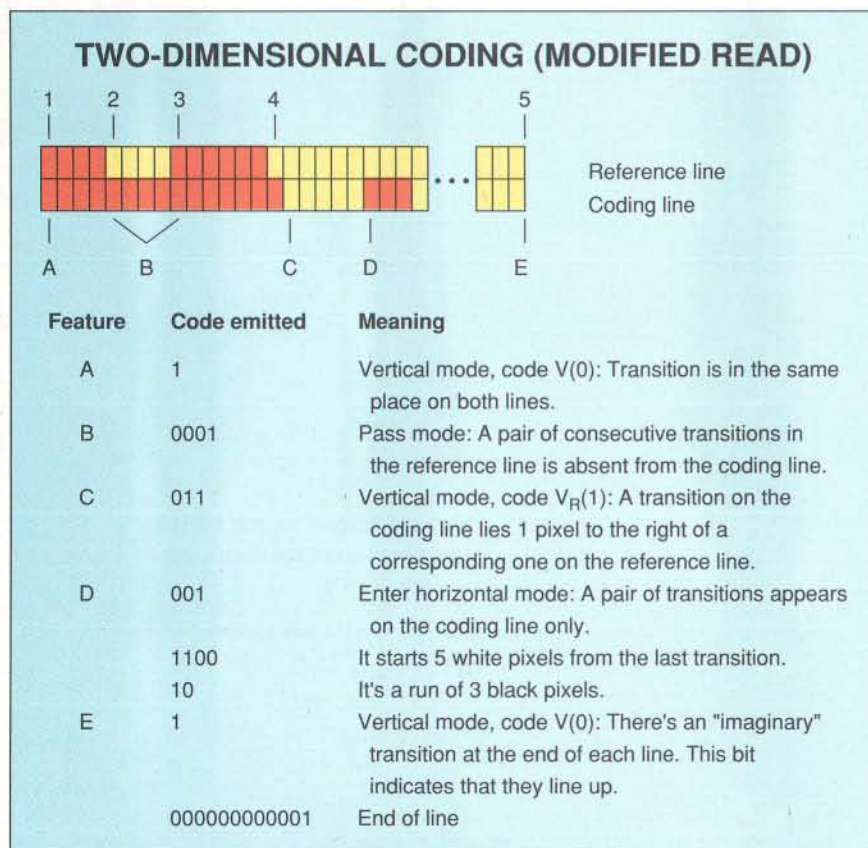 TWO-DIMENSIONAL CODING (MODIFIED READ)
1 2 3 4 5
Reference line
Coding line
A B C D E
Feature Code emitted Meaning
A 1 Vertical mode, code V(0): Transition is in the same
place on both lines.
B 0001 Pass mode: A pair of consecutive transitions in
the reference line is absent from the coding line.
C 011 Vertical mode, code VR(1): A transition on the
coding line lies 1 pixel to the right of a
corresponding one on the reference line.
D 001 Enter horizontal mode: A pair of transitions appears
on the coding line only.
1100 It starts 5 white pixels from the last transition.
10 It's a run of 3 black pixels.
E 1 Vertical mode, code V(0): There's an "imaginary"
transition at the end of each line. This bit
indicates that they line up.
000000000001 End of line